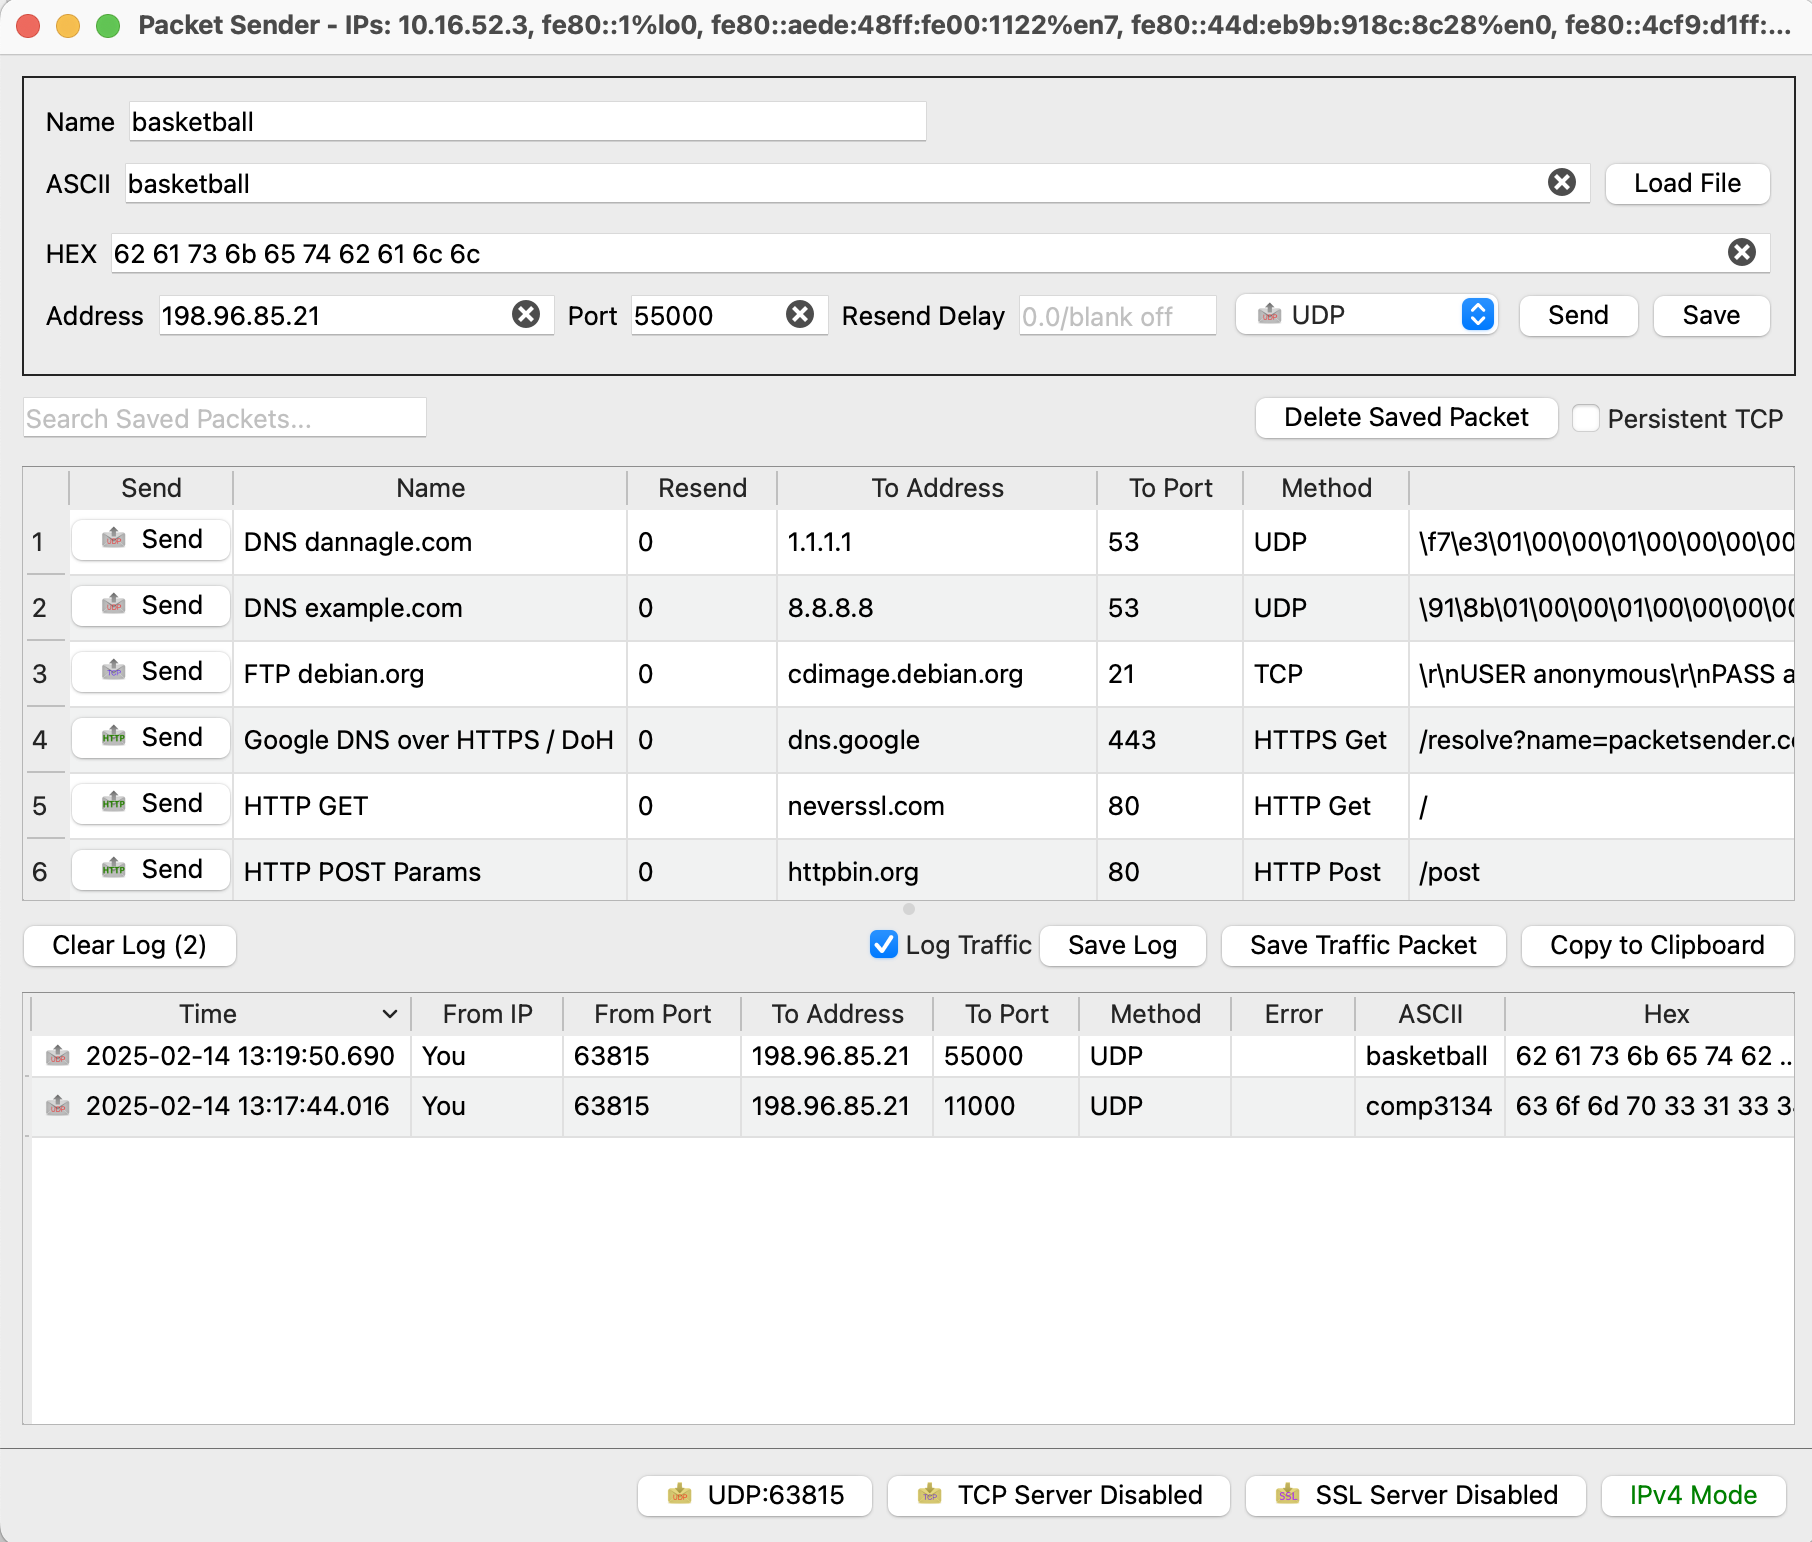 Packet Sender - IPs: 10.16.52.3, fe80::1%lo0, fe80::aede:48ff:fe00:1122%en7, fe80::44d:eb9b:918c:8c28%en0, fe80::4cf9:d1ff:...
Name basketball
ASCII basketball Load File
HEX 62 61 73 6b 65 74 62 61 6c 6c
Address 198.96.85.21 Port 55000 Resend Delay 0.0/blank off UDP Send Save
Search Saved Packets... Delete Saved Packet Persistent TCP
Send Name Resend To Address To Port Method
1 Send DNS dannagle.com 0 1.1.1.1 53 UDP \f7\e3\01\00\00\01\00\00\00\00
2 Send DNS example.com 0 8.8.8.8 53 UDP \91\8b\01\00\00\01\00\00\00\00
3 Send FTP debian.org 0 cdimage.debian.org 21 TCP \r\nUSER anonymous\r\nPASS a
4 Send Google DNS over HTTPS / DoH 0 dns.google 443 HTTPS Get /resolve?name=packetsender.co
5 Send HTTP GET 0 neverssl.com 80 HTTP Get /
6 Send HTTP POST Params 0 httpbin.org 80 HTTP Post /post
Clear Log (2) Log Traffic Save Log Save Traffic Packet Copy to Clipboard
Time From IP From Port To Address To Port Method Error ASCII Hex
2025-02-14 13:19:50.690 You 63815 198.96.85.21 55000 UDP basketball 62 61 73 6b 65 74 62 ...
2025-02-14 13:17:44.016 You 63815 198.96.85.21 11000 UDP comp3134 63 6f 6d 70 33 31 33 34
UDP:63815 TCP Server Disabled SSL Server Disabled IPv4 Mode